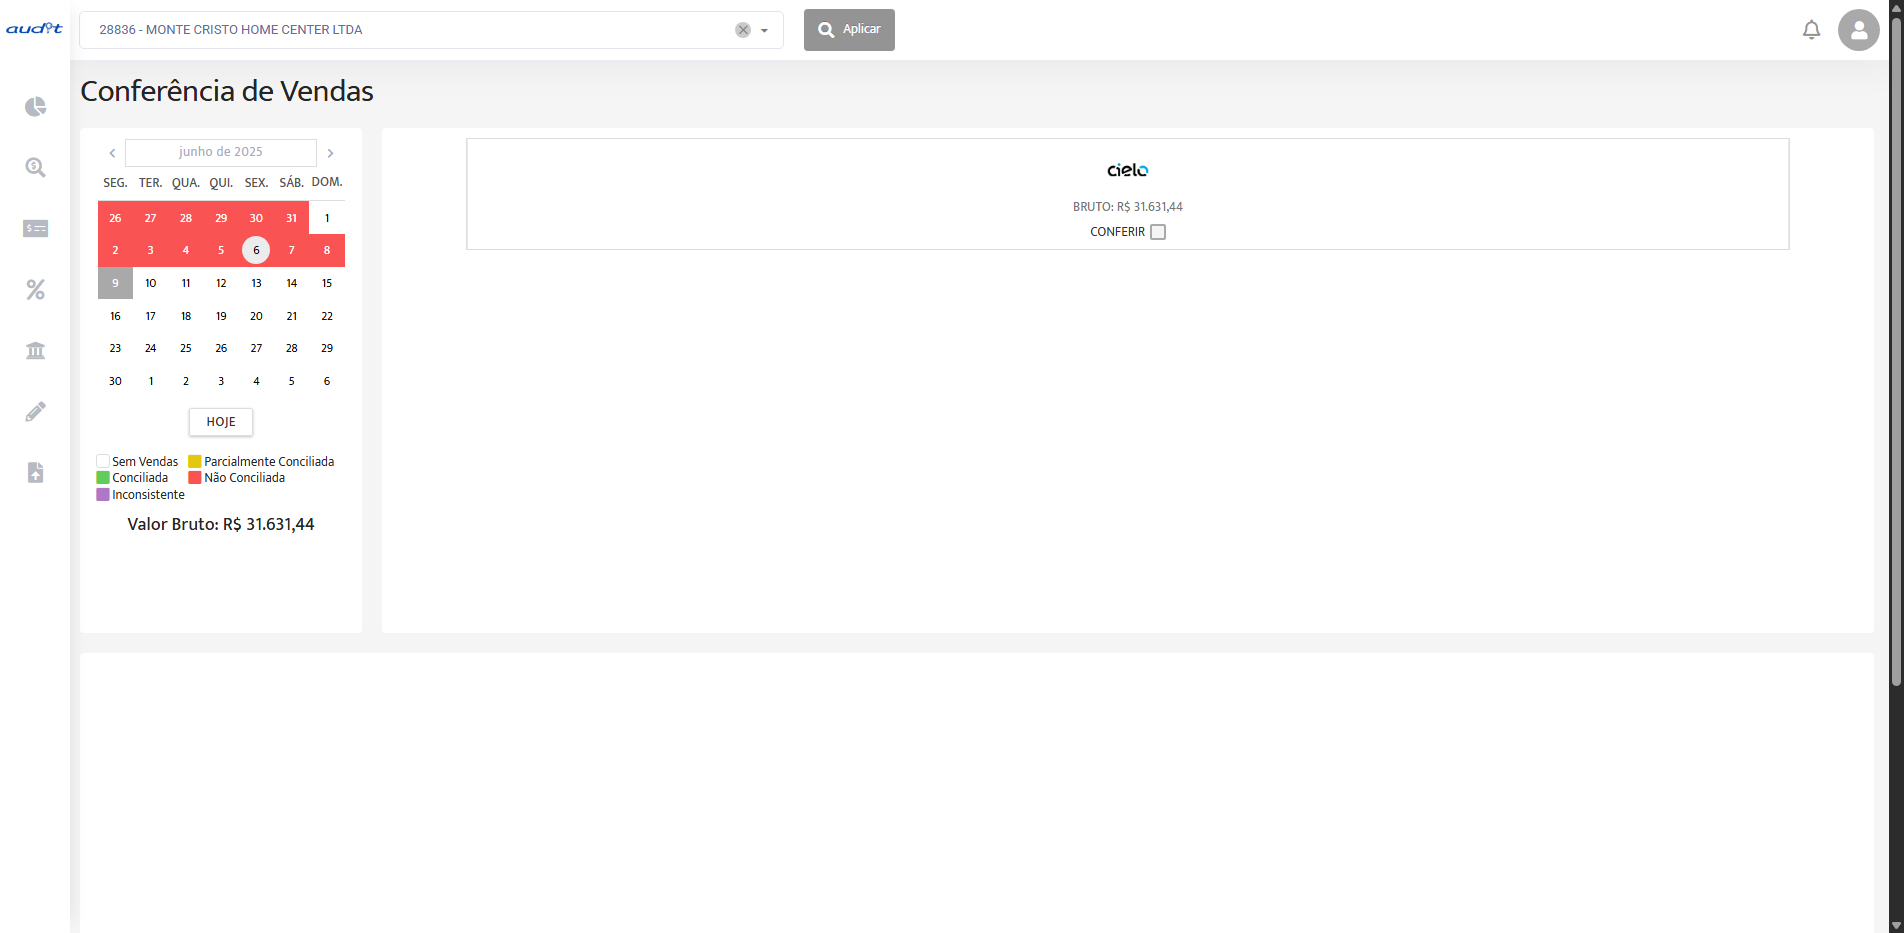 audit
28836 - MONTE CRISTO HOME CENTER LTDA
Aplicar
Conferência de Vendas
junho de 2025
SEG. TER. QUA. QUI. SEX. SÁB. DOM.
26 27 28 29 30 31 1
2 3 4 5 6 7 8
9 10 11 12 13 14 15
16 17 18 19 20 21 22
23 24 25 26 27 28 29
30 1 2 3 4 5 6
HOJE
Sem Vendas Parcialmente Conciliada
Conciliada Não Conciliada
Inconsistente
Valor Bruto: R$ 31.631,44
cielo
BRUTO: R$ 31.631,44
CONFERIR